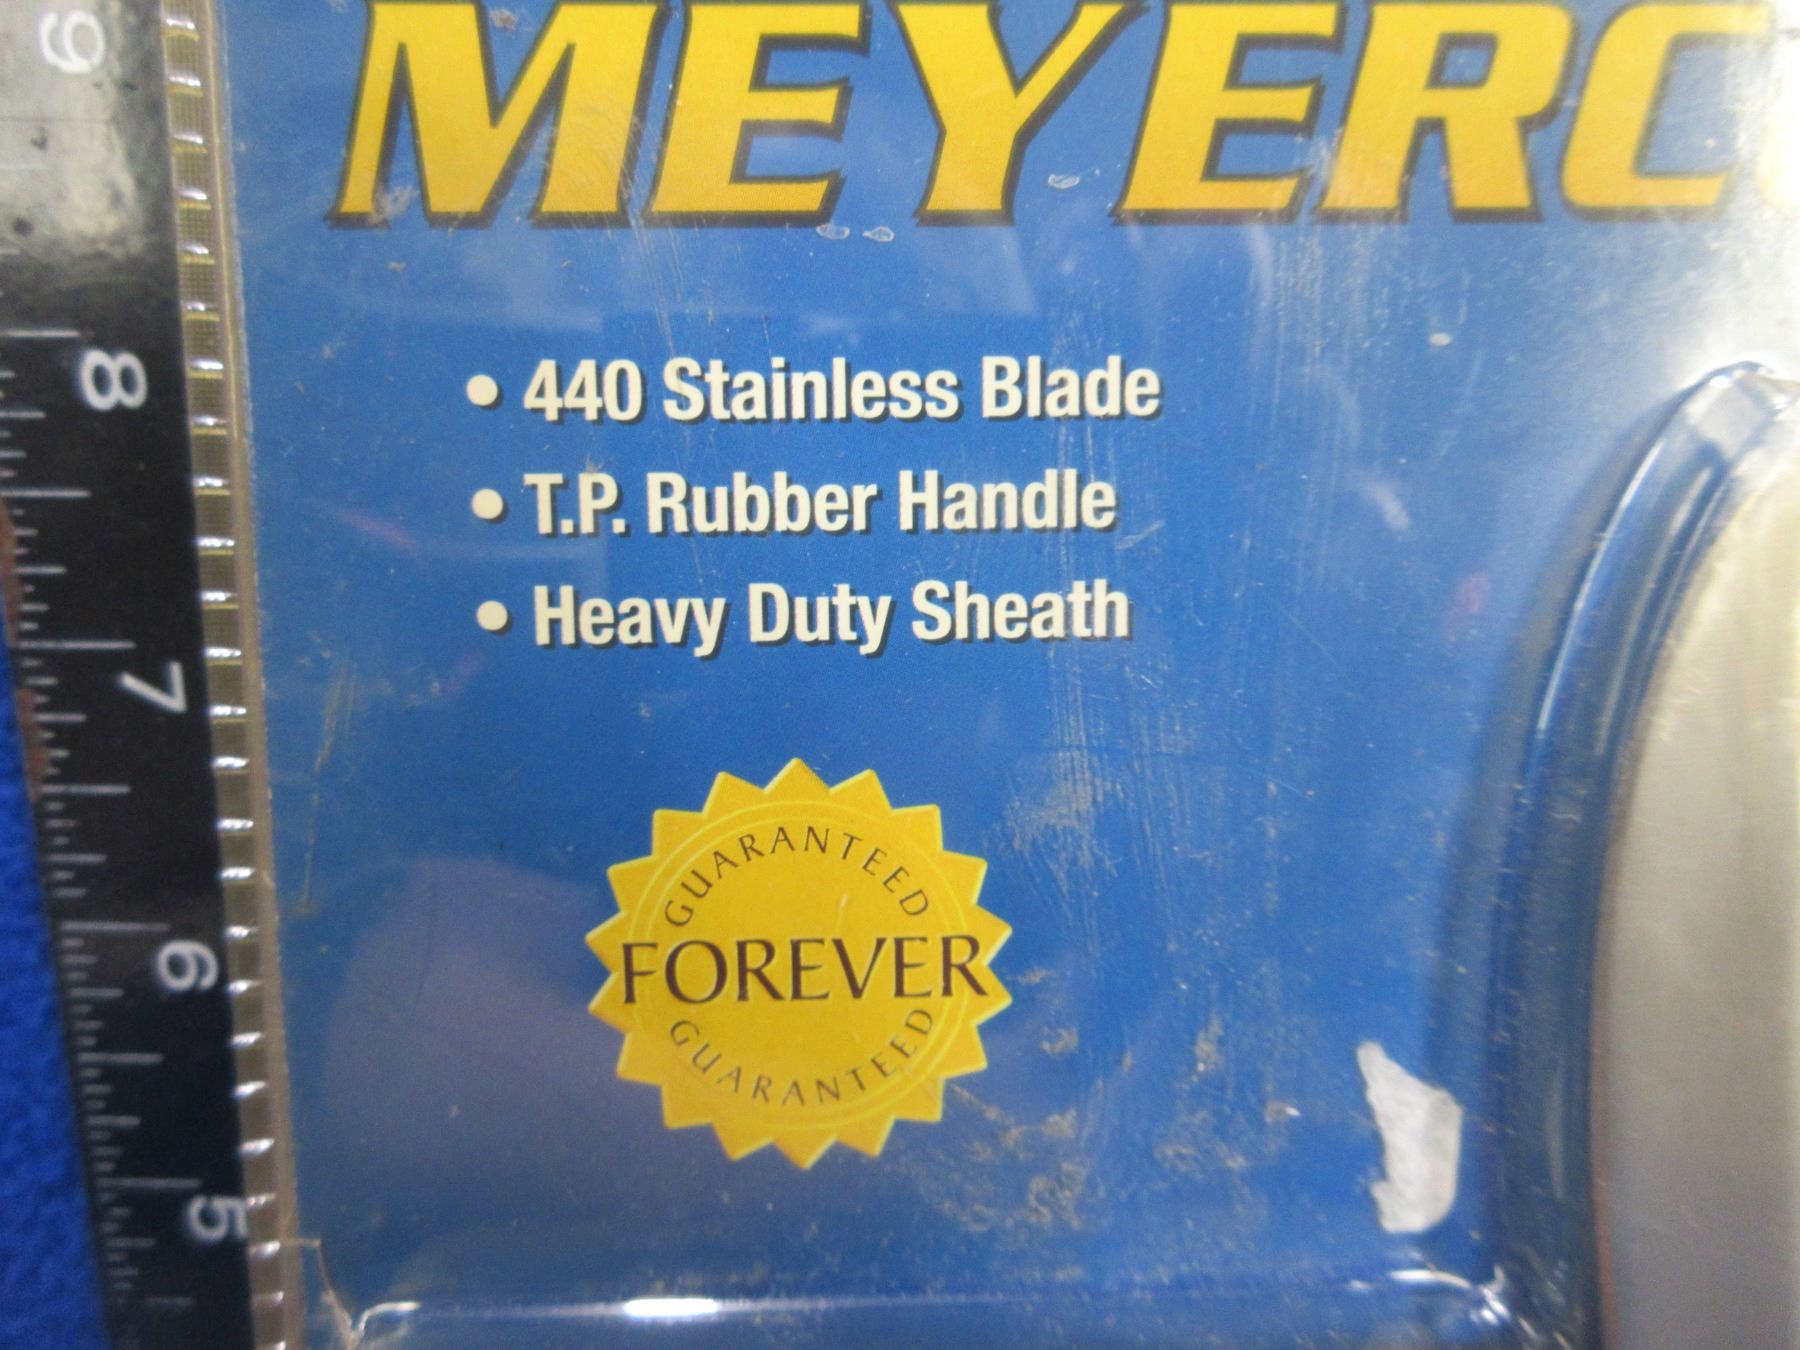 MEYERC
• 440 Stainless Blade
• T.P. Rubber Handle
• Heavy Duty Sheath
GUARANTEED
FOREVER
GUARANTEED
9
8
7
6
5